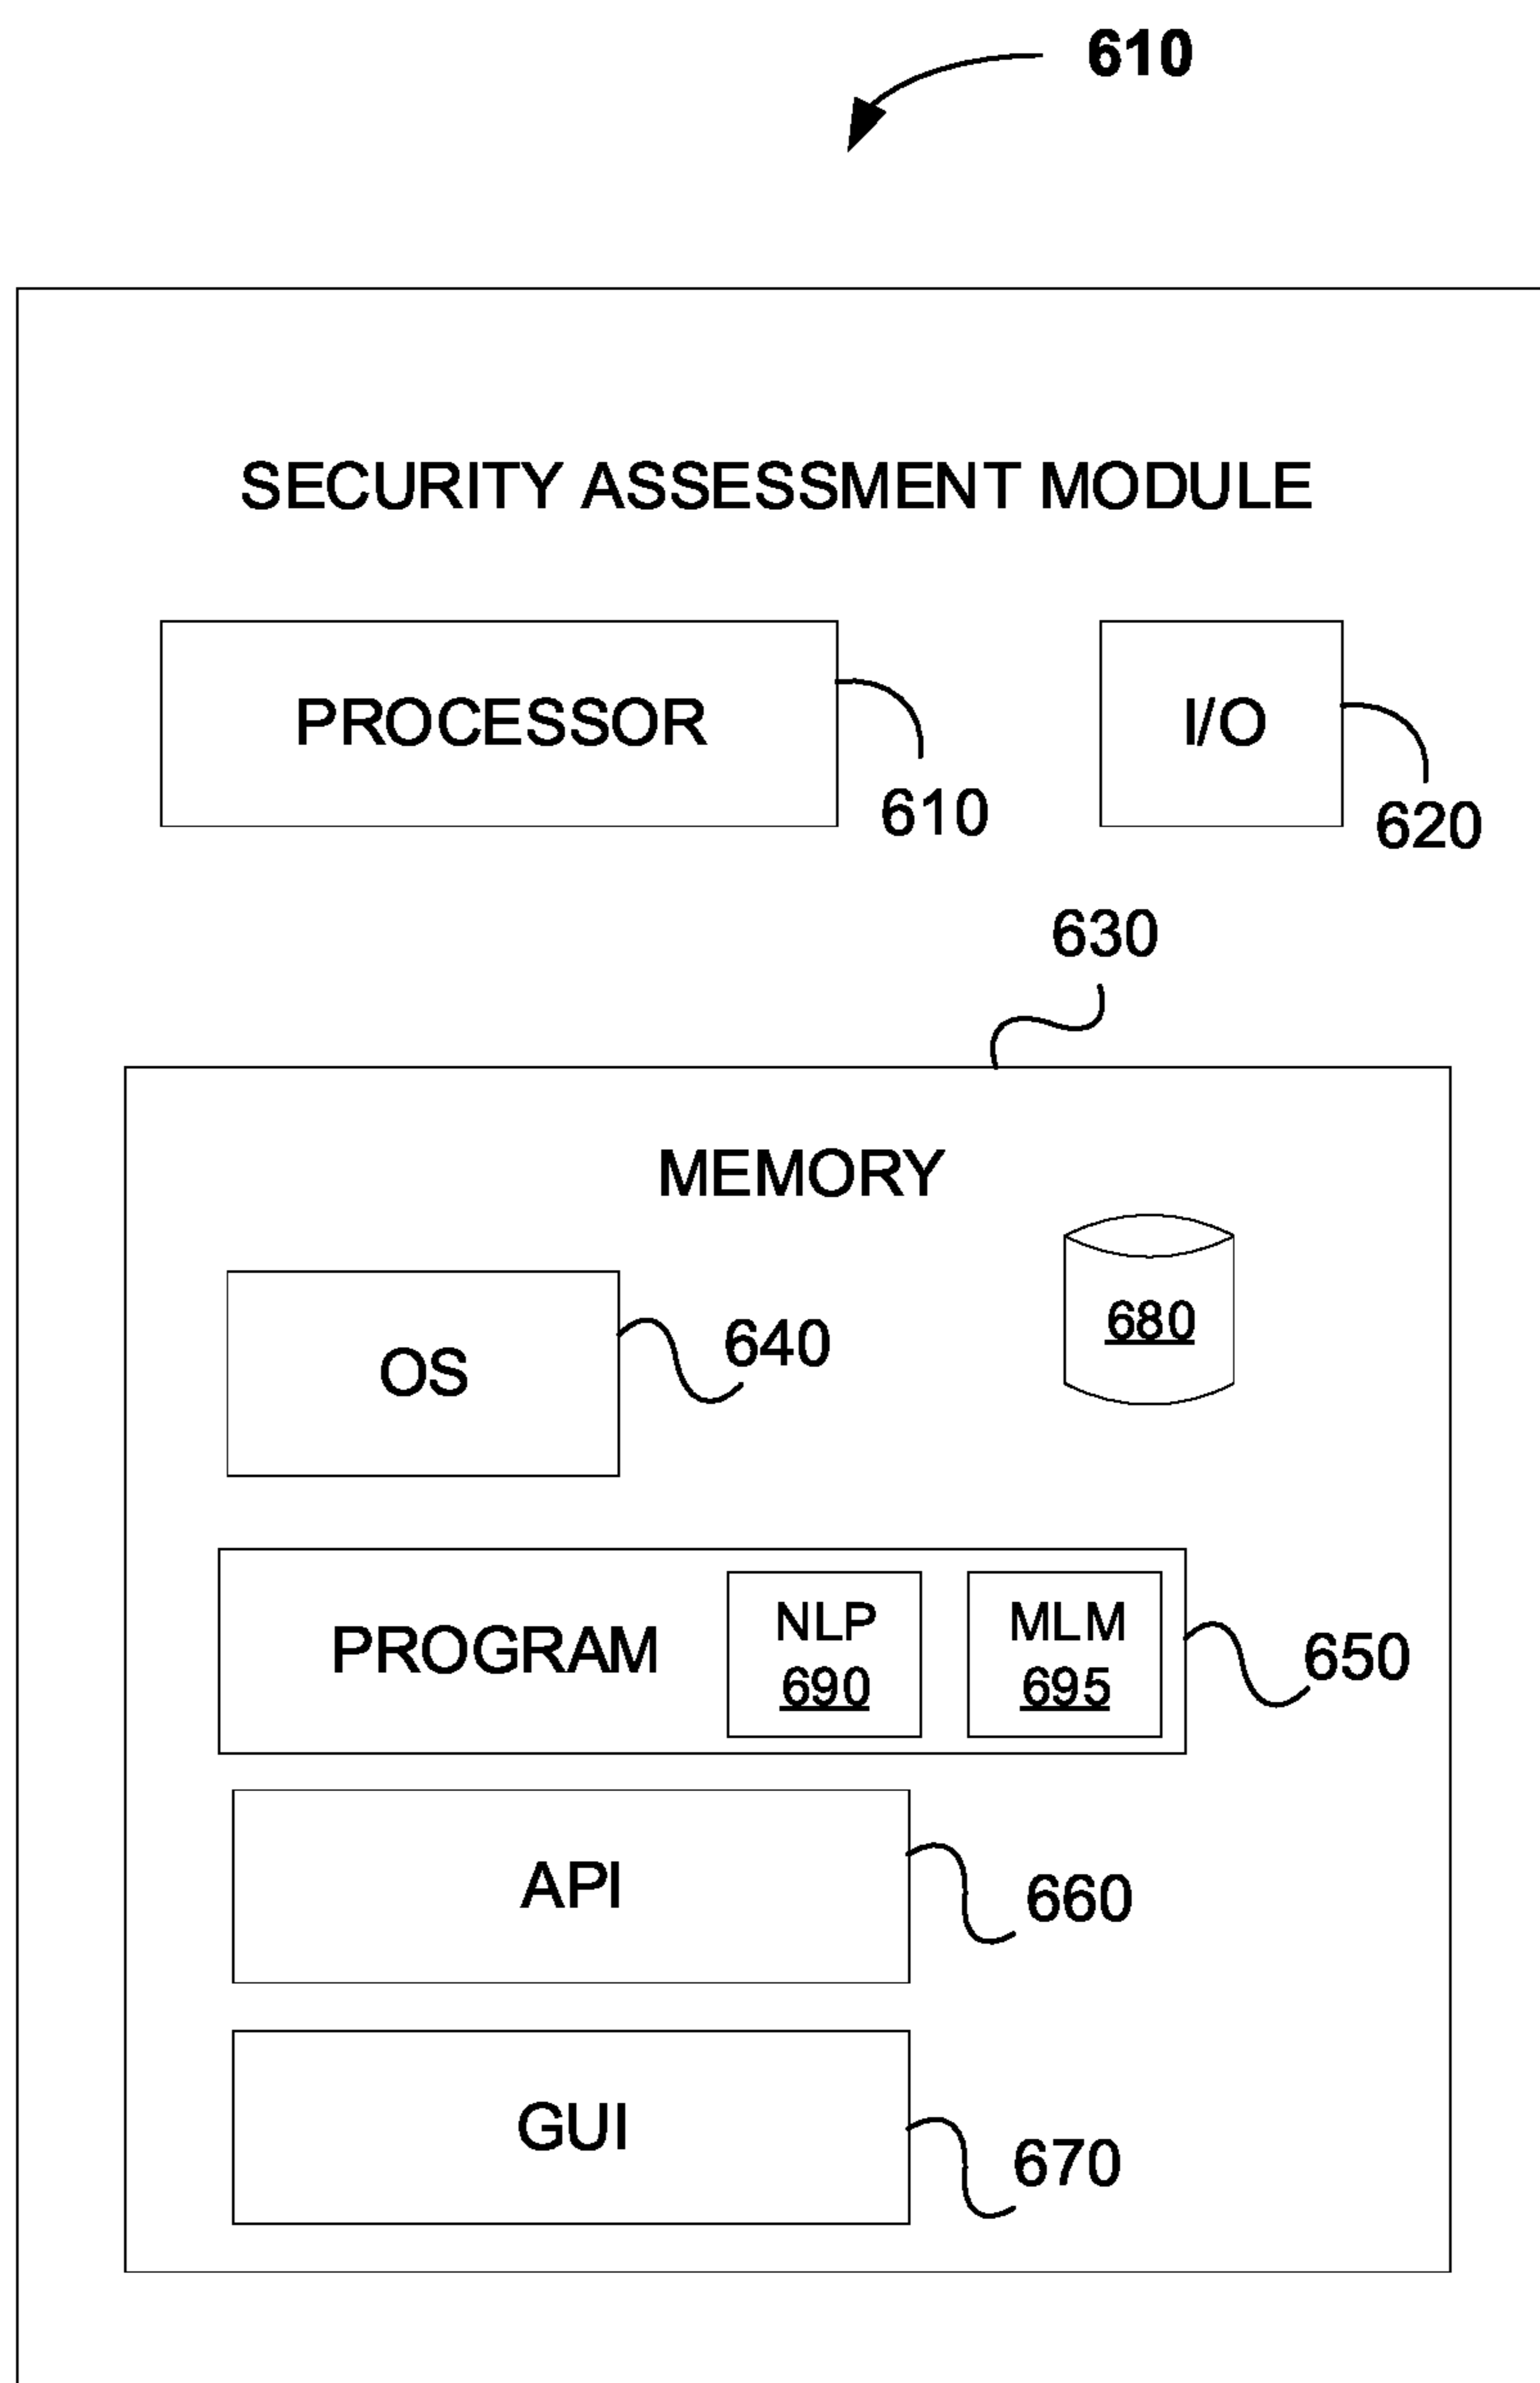 610
SECURITY ASSESSMENT MODULE
PROCESSOR
I/O
610
620
630
MEMORY
680
OS
640
PROGRAM
NLP
690
MLM
695
650
API
660
GUI
670